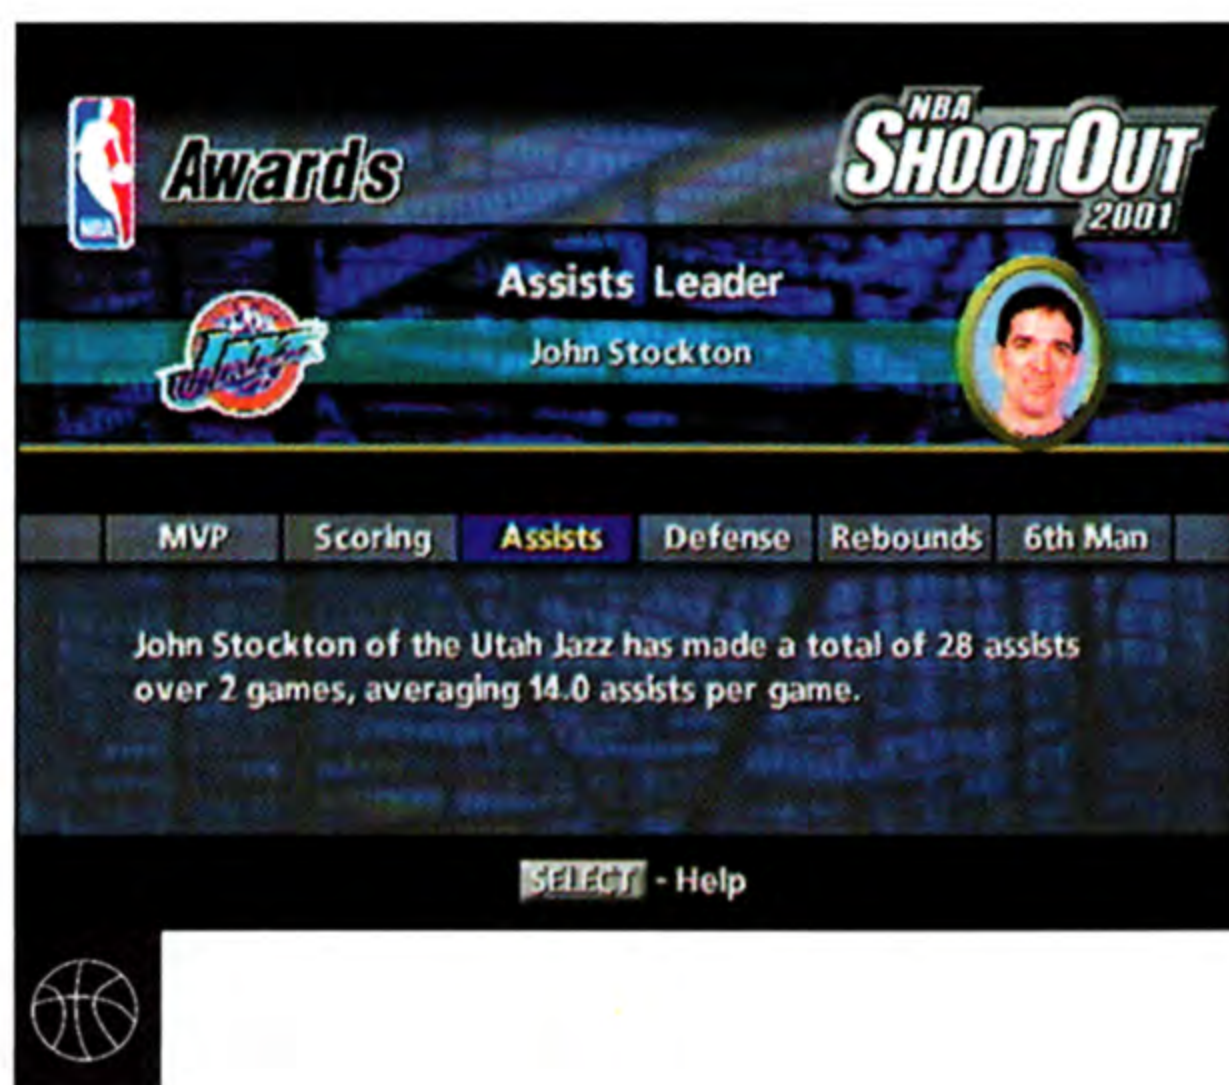 NBA
Awards
NBA
SHOOTOUT
2001
Assists Leader
John Stockton
JAZZ
MVP Scoring Assists Defense Rebounds 6th Man
John Stockton of the Utah Jazz has made a total of 28 assists
over 2 games, averaging 14.0 assists per game.
SELECT - Help